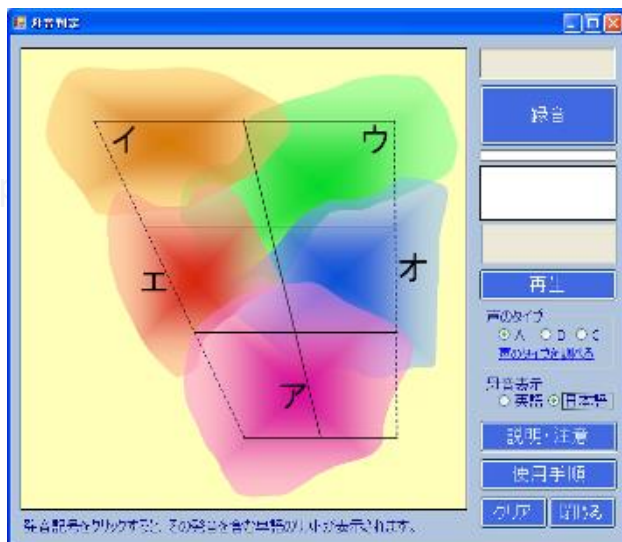 発音判定
イ
ウ
エ
オ
ア
録音
再生
声のタイプ
A B C
声のタイプを調べる
発音表示
英語 日本語
説明・注意
使用手順
クリア 閉じる
発音記号をクリックすると、その発音を含む単語のリストが表示されます。